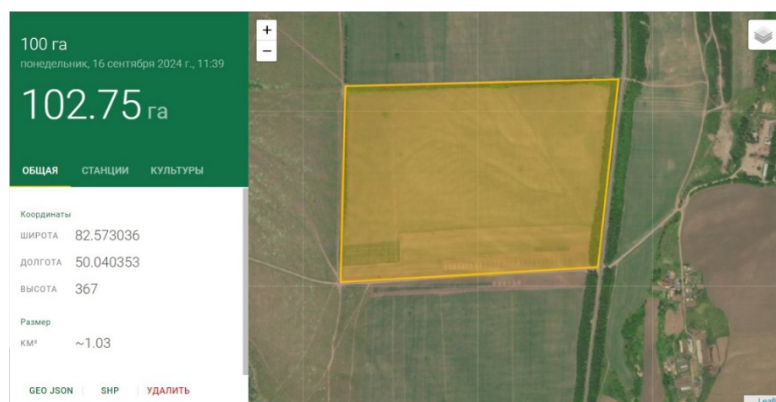 100 га
понедельник, 16 сентября 2024 г., 11:39
102.75 га
ОБЩАЯ СТАНЦИИ КУЛЬТУРЫ
Координаты
ШИРОТА 82.573036
ДОЛГОТА 50.040353
ВЫСОТА 367
Размер
КМ² ~1.03
GEO JSON SHP УДАЛИТЬ
+
−